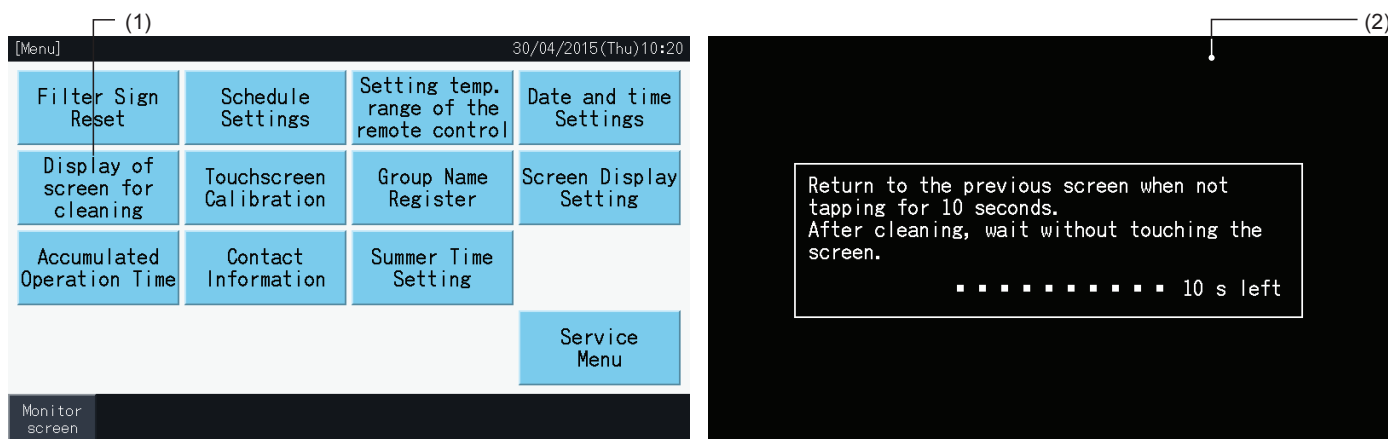 (1)
(2)
[Menu]
30/04/2015(Thu)10:20
Filter Sign
Reset
Schedule
Settings
Setting temp.
range of the
remote control
Date and time
Settings
Display of
screen for
cleaning
Touchscreen
Calibration
Group Name
Register
Screen Display
Setting
Accumulated
Operation Time
Contact
Information
Summer Time
Setting
Service
Menu
Monitor
screen
Return to the previous screen when not
tapping for 10 seconds.
After cleaning, wait without touching the
screen.
10 s left